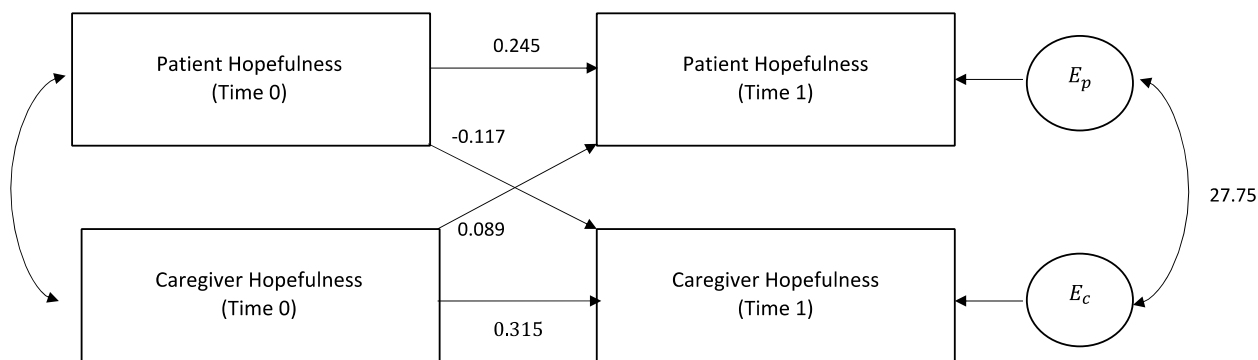 Patient Hopefulness
(Time 0)
0.245
Patient Hopefulness
(Time 1)
E_p
-0.117
27.75
0.089
Caregiver Hopefulness
(Time 0)
0.315
Caregiver Hopefulness
(Time 1)
E_c